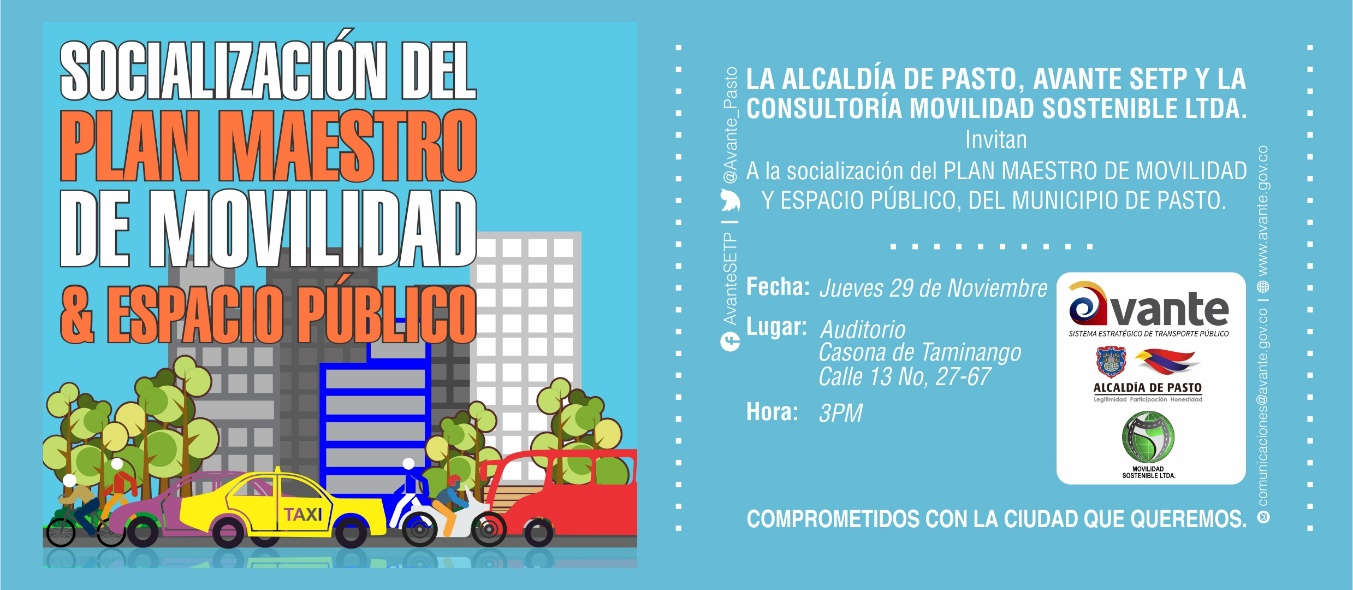 SOCIALIZACIÓN DEL
PLAN MAESTRO
DE MOVILIDAD
& ESPACIO PÚBLICO
TAXI
AvanteSETP | @Avante_Pasto
LA ALCALDÍA DE PASTO, AVANTE SETP Y LA
CONSULTORÍA MOVILIDAD SOSTENIBLE LTDA.
Invitan
A la socialización del PLAN MAESTRO DE MOVILIDAD
Y ESPACIO PÚBLICO, DEL MUNICIPIO DE PASTO.
Fecha: Jueves 29 de Noviembre
Lugar: Auditorio
Casona de Taminango
Calle 13 No, 27-67
Hora: 3PM
avante
SISTEMA ESTRATÉGICO DE TRANSPORTE PÚBLICO
ALCALDÍA DE PASTO
Legitimidad Participación Honestidad
MOVILIDAD
SOSTENIBLE LTDA.
COMPROMETIDOS CON LA CIUDAD QUE QUEREMOS.
comunicaciones@avante.gov.co | www.avante.gov.co